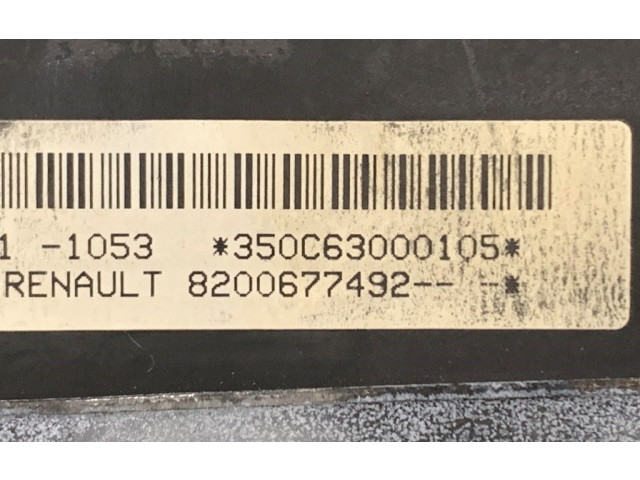 1 -1053 *350C63000105*
RENAULT 8200677492-- -*